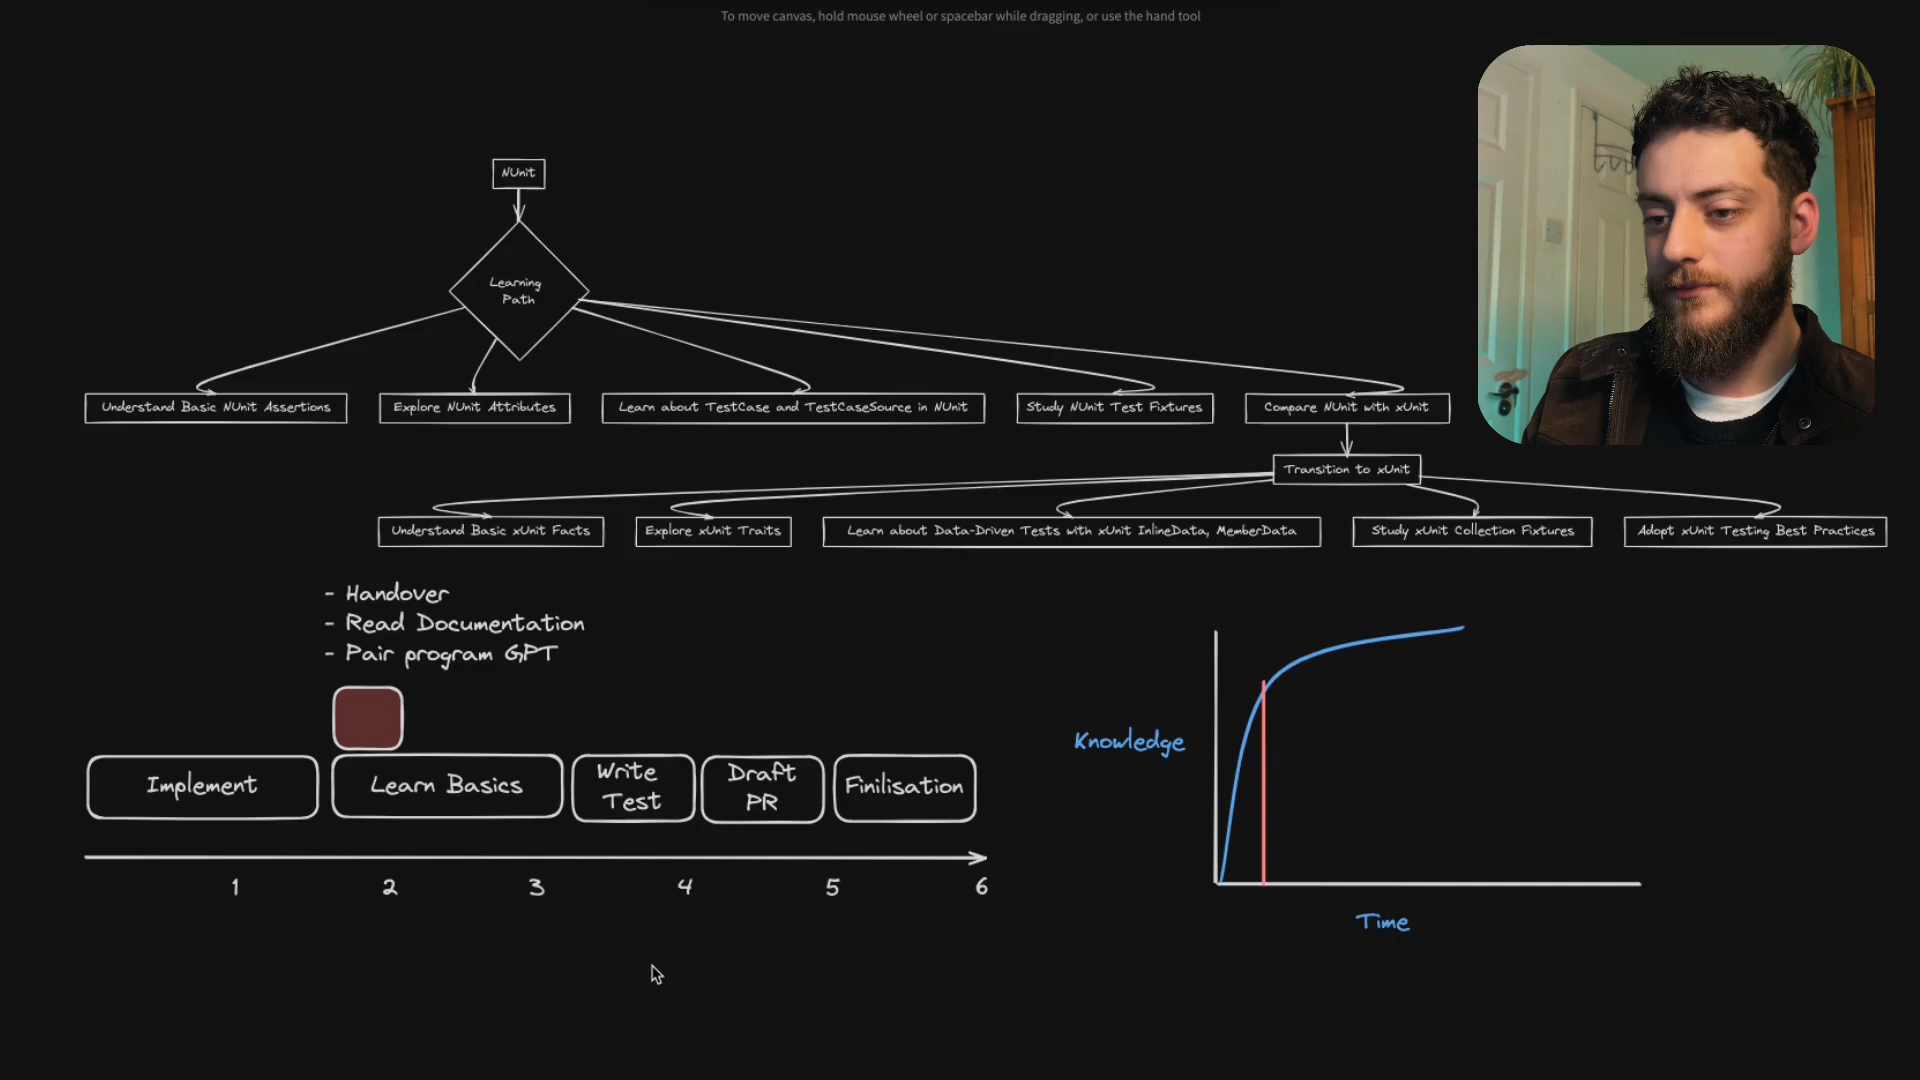 To move canvas, hold mouse wheel or spacebar while dragging, or use the hand tool
NUnit
Learning
Path
Understand Basic NUnit Assertions
Explore NUnit Attributes
Learn about TestCase and TestCaseSource in NUnit
Study NUnit Test Fixtures
Compare NUnit with xUnit
Transition to xUnit
Understand Basic xUnit Facts
Explore xUnit Traits
Learn about Data-Driven Tests with xUnit InlineData, MemberData
Study xUnit Collection Fixtures
Adopt xUnit Testing Best Practices
- Handover
- Read Documentation
- Pair program GPT
Implement
Learn Basics
Write
Test
Draft
PR
Finilisation
1 2 3 4 5 6
Knowledge
Time